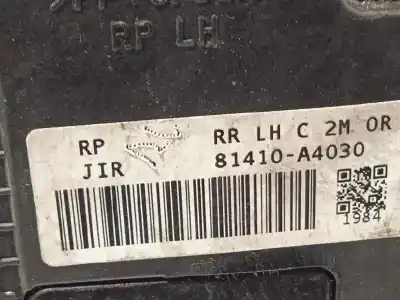 RP LH
RP
RR LH C 2M OR
JIR
81410-A4030
1984